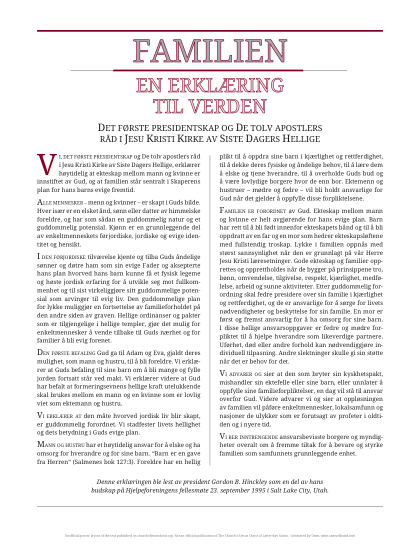 FAMILIEN
EN ERKLÆRING
TIL VERDEN
DET FØRSTE PRESIDENTSKAP OG DE TOLV APOSTLERS
RÅD I JESU KRISTI KIRKE AV SISTE DAGERS HELLIGE
VI, DET FØRSTE PRESIDENTSKAP og De tolv apostlers råd
i Jesu Kristi Kirke av Siste Dagers Hellige, erklærer
høytidelig at ekteskap mellom mann og kvinne er
innstiftet av Gud, og at familien står sentralt i Skaperens
plan for hans barns evige fremtid.
ALLE MENNESKER – menn og kvinner – er skapt i Guds bilde.
Hver især er en elsket ånd, sønn eller datter av himmelske
foreldre, og har som sådan en guddommelig natur og et
guddommelig potensial. Kjønn er en grunnleggende del
av enkeltmenneskets førjordiske, jordiske og evige iden-
titet og hensikt.
I DEN FØRJORDISKE tilværelse kjente og tilba Guds åndelige
sønner og døtre ham som sin evige Fader og aksepterte
hans plan hvorved hans barn kunne få et fysisk legeme
og høste jordisk erfaring for å utvikle seg mot fullkom-
menhet og til sist virkeliggjøre sitt guddommelige poten-
sial som arvinger til evig liv. Den guddommelige plan
for lykke muliggjør en fortsettelse av familieforholdet på
den andre siden av graven. Hellige ordinanser og pakter
som er tilgjengelige i hellige templer, gjør det mulig for
enkeltmennesker å vende tilbake til Guds nærhet og for
familier å bli evig forenet.
DEN FØRSTE BEFALING Gud ga til Adam og Eva, gjaldt deres
mulighet, som mann og hustru, til å bli foreldre. Vi erklæ-
rer at Guds befaling til sine barn om å bli mange og fylle
jorden fortsatt står ved makt. Vi erklærer videre at Gud
har befalt at formeringsevnens hellige kraft utelukkende
skal brukes mellom en mann og en kvinne som er lovlig
viet som ektemann og hustru.
VI ERKLÆRER AT den måte hvorved jordisk liv blir skapt,
er guddommelig forordnet. Vi stadfester livets hellighet
og dets betydning i Guds evige plan.
MANN OG HUSTRU har et høytidelig ansvar for å elske og ha
omsorg for hverandre og for sine barn. "Barn er en gave
fra Herren" (Salmenes bok 127:3). Foreldre har en hellig
plikt til å oppdra sine barn i kjærlighet og rettferdighet,
til å dekke deres fysiske og åndelige behov, til å lære dem
å elske og tjene hverandre, til å overholde Guds bud og
å være lovlydige borgere hvor de enn bor. Ektemenn og
hustruer – mødre og fedre – vil bli holdt ansvarlige for
Gud når det gjelder å oppfylle disse forpliktelsene.
FAMILIEN ER FORORDNET av Gud. Ekteskap mellom mann
og kvinne er helt avgjørende for hans evige plan. Barn
har rett til å bli født innenfor ekteskapets bånd og til å bli
oppdratt av en far og en mor som hedrer ekteskapsløftene
med fullstendig troskap. Lykke i familien oppnås med
størst sannsynlighet når den er grunnlagt på vår Herre
Jesu Kristi læresetninger. Gode ekteskap og familier opp-
rettes og opprettholdes når de bygger på prinsippene tro,
bønn, omvendelse, tilgivelse, respekt, kjærlighet, medfø-
lelse, arbeid og sunne aktiviteter. Etter guddommelig for-
ordning skal fedre presidere over sin familie i kjærlighet
og rettferdighet, og de er ansvarlige for å sørge for livets
nødvendigheter og beskyttelse for sin familie. En mor er
først og fremst ansvarlig for å ha omsorg for sine barn.
I disse hellige ansvarsoppgaver er fedre og mødre for-
pliktet til å hjelpe hverandre som likeverdige partnere.
Uførhet, død eller andre forhold kan nødvendiggjøre in-
dividuell tilpasning. Andre slektninger skulle gi sin støtte
når det er behov for det.
VI ADVARER OG sier at den som bryter sin kyskhetspakt,
mishandler sin ektefelle eller sine barn, eller unnlater å
oppfylle sine familieforpliktelser, en dag vil stå til ansvar
overfor Gud. Videre advarer vi og sier at oppløsningen
av familien vil påføre enkeltmennesker, lokalsamfunn og
nasjoner de ulykker som er forutsagt av profeter i oldti-
den og i nyere tid.
VI BER INNTRENGENDE ansvarsbevisste borgere og myndig-
heter overalt om å fremme tiltak for å bevare og styrke
familien som samfunnets grunnleggende enhet.
Denne erklæringen ble lest av president Gordon B. Hinckley som en del av hans
budskap på Hjelpeforeningens fellesmøte 23. september 1995 i Salt Lake City, Utah.